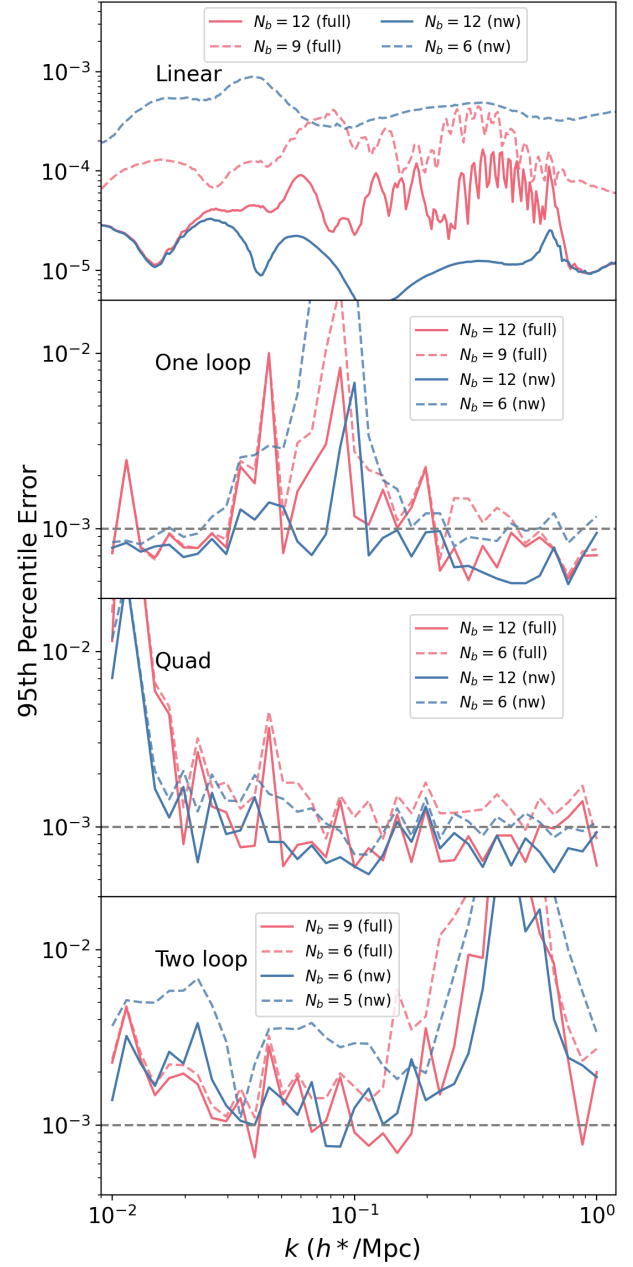 N_b = 12 (full) N_b = 12 (nw)
N_b = 9 (full) N_b = 6 (nw)
10^{-3}
Linear
10^{-4}
10^{-5}
N_b = 12 (full)
N_b = 9 (full)
N_b = 12 (nw)
N_b = 6 (nw)
10^{-2}
One loop
10^{-3}
95th Percentile Error
N_b = 12 (full)
N_b = 6 (full)
N_b = 12 (nw)
N_b = 6 (nw)
10^{-2}
Quad
10^{-3}
N_b = 9 (full)
N_b = 6 (full)
N_b = 6 (nw)
N_b = 5 (nw)
10^{-2}
Two loop
10^{-3}
10^{-2} 10^{-1} 10^{0}
k (h*/Mpc)